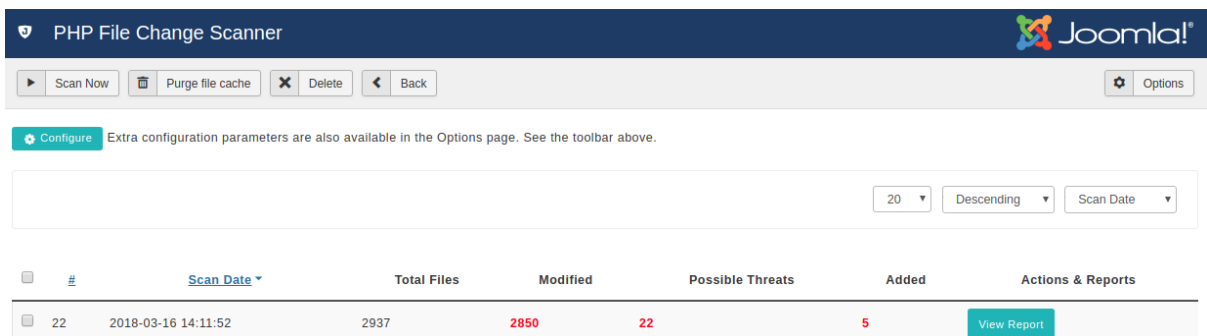 PHP File Change Scanner
Joomla!®
Scan Now Purge file cache Delete Back Options
Configure Extra configuration parameters are also available in the Options page. See the toolbar above.
20 Descending Scan Date
# Scan Date Total Files Modified Possible Threats Added Actions & Reports
22 2018-03-16 14:11:52 2937 2850 22 5 View Report